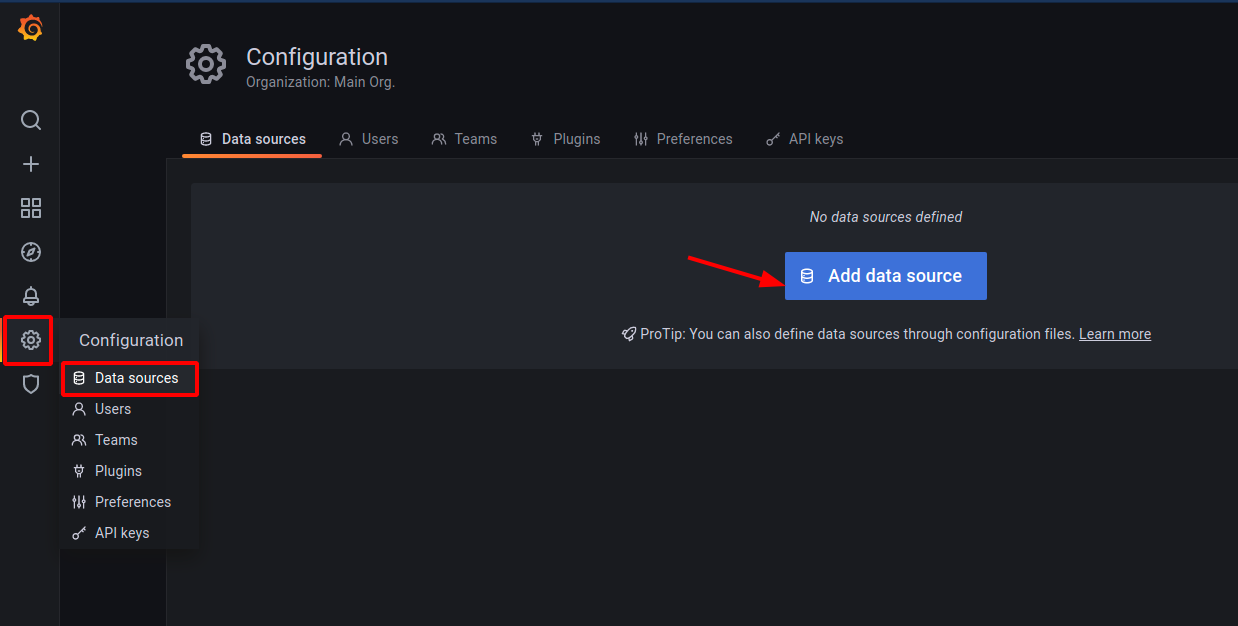 Configuration
Organization: Main Org.
Data sources Users Teams Plugins Preferences API keys
No data sources defined
Add data source
ProTip: You can also define data sources through configuration files. Learn more
Configuration
Data sources
Users
Teams
Plugins
Preferences
API keys